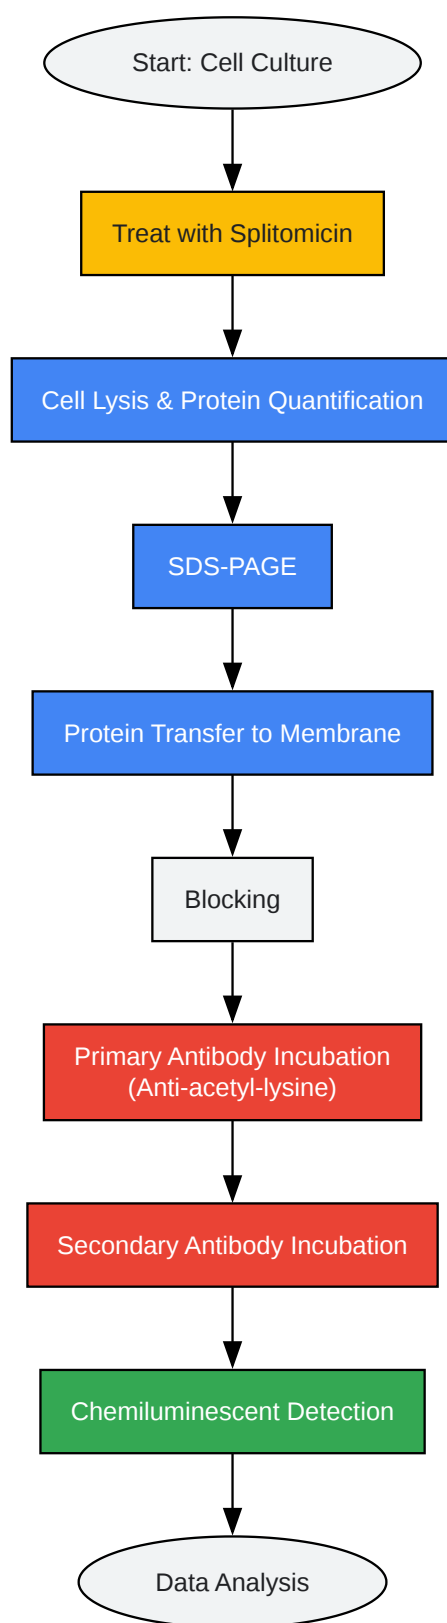 Start: Cell Culture
Treat with Splitomicin
Cell Lysis & Protein Quantification
SDS-PAGE
Protein Transfer to Membrane
Blocking
Primary Antibody Incubation
(Anti-acetyl-lysine)
Secondary Antibody Incubation
Chemiluminescent Detection
Data Analysis